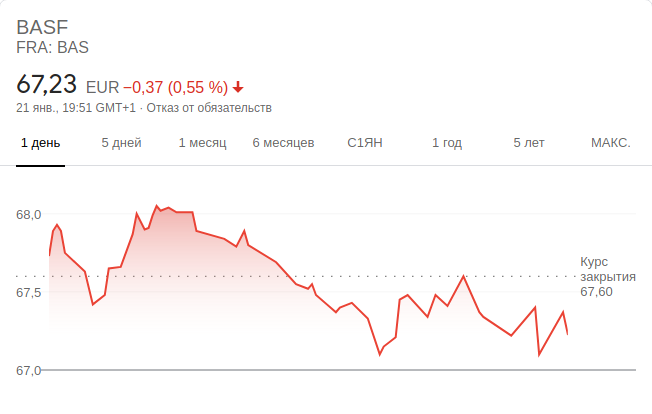 BASF
FRA: BAS
67,23 EUR −0,37 (0,55 %)
21 янв., 19:51 GMT+1 · Отказ от обязательств
1 день 5 дней 1 месяц 6 месяцев С1ЯН 1 год 5 лет МАКС.
68,0
Курс
закрытия
67,60
67,5
67,0